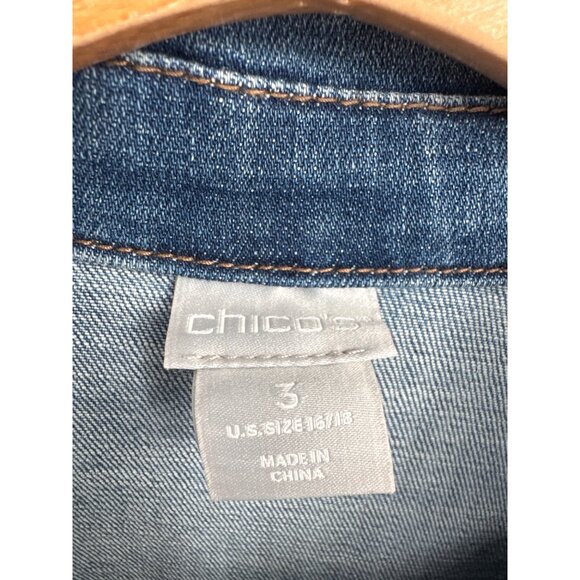 chico's
3
U.S. SIZE 16/18
MADE IN
CHINA